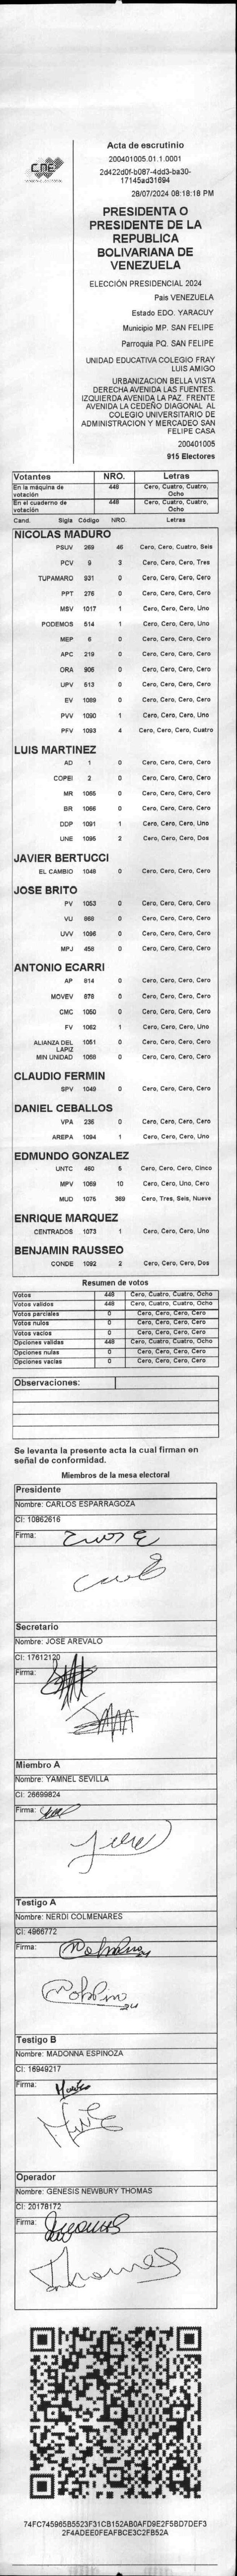 CNE
Acta de escrutinio
200401005.01.1.0001
2d422d0f-b087-4dd3-ba30-
17145ad31694
28/07/2024 08:18:18 PM
PRESIDENTA O
PRESIDENTE DE LA
REPUBLICA
BOLIVARIANA DE
VENEZUELA
ELECCIÓN PRESIDENCIAL 2024
Pais VENEZUELA
Estado EDO. YARACUY
Municipio MP. SAN FELIPE
Parroquia PQ. SAN FELIPE
UNIDAD EDUCATIVA COLEGIO FRAY
LUIS AMIGO
URBANIZACION BELLA VISTA
DERECHA AVENIDA LAS FUENTES.
IZQUIERDA AVENIDA LA PAZ. FRENTE
AVENIDA LA CEDEÑO DIAGONAL AL
COLEGIO UNIVERSITARIO DE
ADMINISTRACION Y MERCADEO SAN
FELIPE CASA
200401005
915 Electores
Votantes NRO. Letras
En la máquina de votación 448 Cero, Cuatro, Cuatro, Ocho
En el cuaderno de votación 448 Cero, Cuatro, Cuatro, Ocho
Cand. Sigla Código NRO. Letras
NICOLAS MADURO
PSUV 269 46 Cero, Cero, Cuatro, Seis
PCV 9 3 Cero, Cero, Cero, Tres
TUPAMARO 931 0 Cero, Cero, Cero, Cero
PPT 276 0 Cero, Cero, Cero, Cero
MSV 1017 1 Cero, Cero, Cero, Uno
PODEMOS 514 1 Cero, Cero, Cero, Uno
MEP 6 0 Cero, Cero, Cero, Cero
APC 219 0 Cero, Cero, Cero, Cero
ORA 906 0 Cero, Cero, Cero, Cero
UPV 513 0 Cero, Cero, Cero, Cero
EV 1089 0 Cero, Cero, Cero, Cero
PVV 1090 1 Cero, Cero, Cero, Uno
PFV 1093 4 Cero, Cero, Cero, Cuatro
LUIS MARTINEZ
AD 1 0 Cero, Cero, Cero, Cero
COPEI 2 0 Cero, Cero, Cero, Cero
MR 1065 0 Cero, Cero, Cero, Cero
BR 1066 0 Cero, Cero, Cero, Cero
DDP 1091 1 Cero, Cero, Cero, Uno
UNE 1095 2 Cero, Cero, Cero, Dos
JAVIER BERTUCCI
EL CAMBIO 1048 0 Cero, Cero, Cero, Cero
JOSE BRITO
PV 1053 0 Cero, Cero, Cero, Cero
VU 868 0 Cero, Cero, Cero, Cero
UVV 1096 0 Cero, Cero, Cero, Cero
MPJ 458 0 Cero, Cero, Cero, Cero
ANTONIO ECARRI
AP 814 0 Cero, Cero, Cero, Cero
MOVEV 878 0 Cero, Cero, Cero, Cero
CMC 1050 0 Cero, Cero, Cero, Cero
FV 1062 1 Cero, Cero, Cero, Uno
ALIANZA DEL LAPIZ 1051 0 Cero, Cero, Cero, Cero
MIN UNIDAD 1068 0 Cero, Cero, Cero, Cero
CLAUDIO FERMIN
SPV 1049 0 Cero, Cero, Cero, Cero
DANIEL CEBALLOS
VPA 236 0 Cero, Cero, Cero, Cero
AREPA 1094 1 Cero, Cero, Cero, Uno
EDMUNDO GONZALEZ
UNTC 460 5 Cero, Cero, Cero, Cinco
MPV 1069 10 Cero, Cero, Uno, Cero
MUD 1075 369 Cero, Tres, Seis, Nueve
ENRIQUE MARQUEZ
CENTRADOS 1073 1 Cero, Cero, Cero, Uno
BENJAMIN RAUSSEO
CONDE 1092 2 Cero, Cero, Cero, Dos
Resumen de votos
Votos 448 Cero, Cuatro, Cuatro, Ocho
Votos validos 448 Cero, Cuatro, Cuatro, Ocho
Votos parciales 0 Cero, Cero, Cero, Cero
Votos nulos 0 Cero, Cero, Cero, Cero
Votos vacios 0 Cero, Cero, Cero, Cero
Opciones validas 448 Cero, Cuatro, Cuatro, Ocho
Opciones nulas 0 Cero, Cero, Cero, Cero
Opciones vacias 0 Cero, Cero, Cero, Cero
Observaciones:
Se levanta la presente acta la cual firman en
señal de conformidad.
Miembros de la mesa electoral
Presidente
Nombre: CARLOS ESPARRAGOZA
CI: 10862616
Firma:
Secretario
Nombre: JOSE AREVALO
CI: 17612120
Firma:
Miembro A
Nombre: YAMNEL SEVILLA
CI: 26699824
Firma:
Testigo A
Nombre: NERDI COLMENARES
CI: 4966772
Firma:
Testigo B
Nombre: MADONNA ESPINOZA
CI: 16949217
Firma:
Operador
Nombre: GENESIS NEWBURY THOMAS
CI: 20178172
Firma:
Thomas
74FC745965B5523F31CB152AB0AFD9E2F5BD7DEF3
2F4ADEE0FEAFBCE3C2FB52A